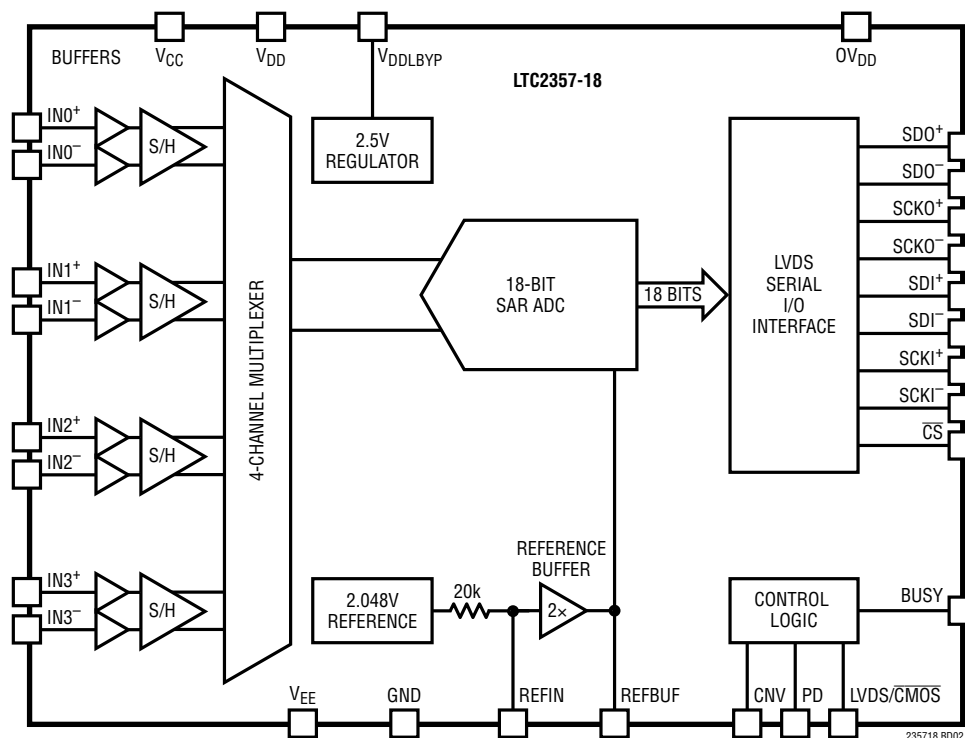 BUFFERS
VCC
VDD
VDDLBYP
OVDD
LTC2357-18
IN0+
IN0−
S/H
IN1+
IN1−
S/H
IN2+
IN2−
S/H
IN3+
IN3−
S/H
4-CHANNEL MULTIPLEXER
2.5V
REGULATOR
18-BIT
SAR ADC
18 BITS
LVDS
SERIAL
I/O
INTERFACE
SDO+
SDO−
SCKO+
SCKO−
SDI+
SDI−
SCKI+
SCKI−
CS
2.048V
REFERENCE
20k
REFERENCE
BUFFER
2×
CONTROL
LOGIC
BUSY
VEE
GND
REFIN
REFBUF
CNV
PD
LVDS/CMOS
235718 BD02